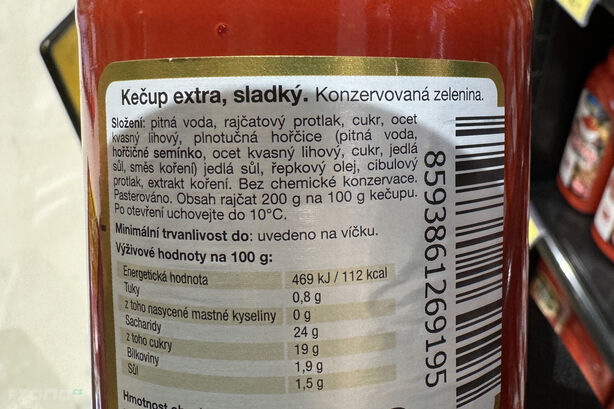 Kečup extra, sladký. Konzervovaná zelenina.
Složení: pitná voda, rajčatový protlak, cukr, ocet
kvasný lihový, plnotučná hořčice (pitná voda,
hořčičné semínko, ocet kvasný lihový, cukr, jedlá
sůl, směs koření) jedlá sůl, řepkový olej, cibulový
protlak, extrakt koření. Bez chemické konzervace.
Pasterováno. Obsah rajčat 200 g na 100 g kečupu.
Po otevření uchovejte do 10°C.
Minimální trvanlivost do: uvedeno na víčku.
Výživové hodnoty na 100 g:
Energetická hodnota 469 kJ / 112 kcal
Tuky 0,8 g
z toho nasycené mastné kyseliny 0 g
Sacharidy 24 g
z toho cukry 19 g
Bílkoviny 1,9 g
Sůl 1,5 g
Hmotnost
8593861269195